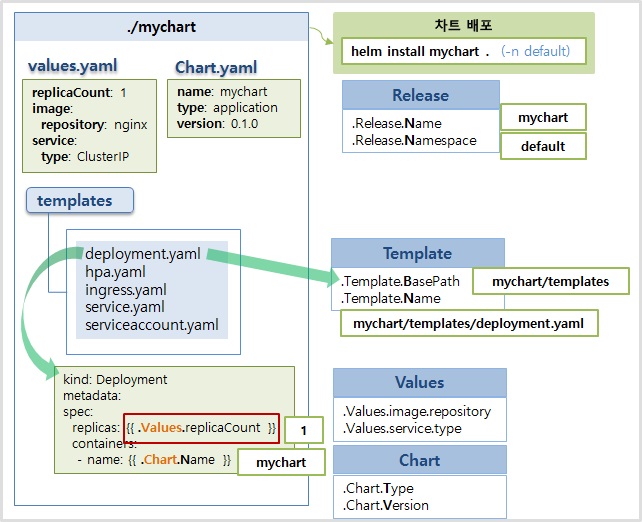 ./mychart
차트 배포
helm install mychart . (-n default)
values.yaml
replicaCount: 1
image:
repository: nginx
service:
type: ClusterIP
Chart.yaml
name: mychart
type: application
version: 0.1.0
Release
.Release.Name
mychart
.Release.Namespace
default
templates
deployment.yaml
hpa.yaml
ingress.yaml
service.yaml
serviceaccount.yaml
Template
.Template.BasePath
mychart/templates
.Template.Name
mychart/templates/deployment.yaml
kind: Deployment
metadata:
spec:
replicas: {{ .Values.replicaCount }}
1
containers:
- name: {{ .Chart.Name }}
mychart
Values
.Values.image.repository
.Values.service.type
Chart
.Chart.Type
.Chart.Version